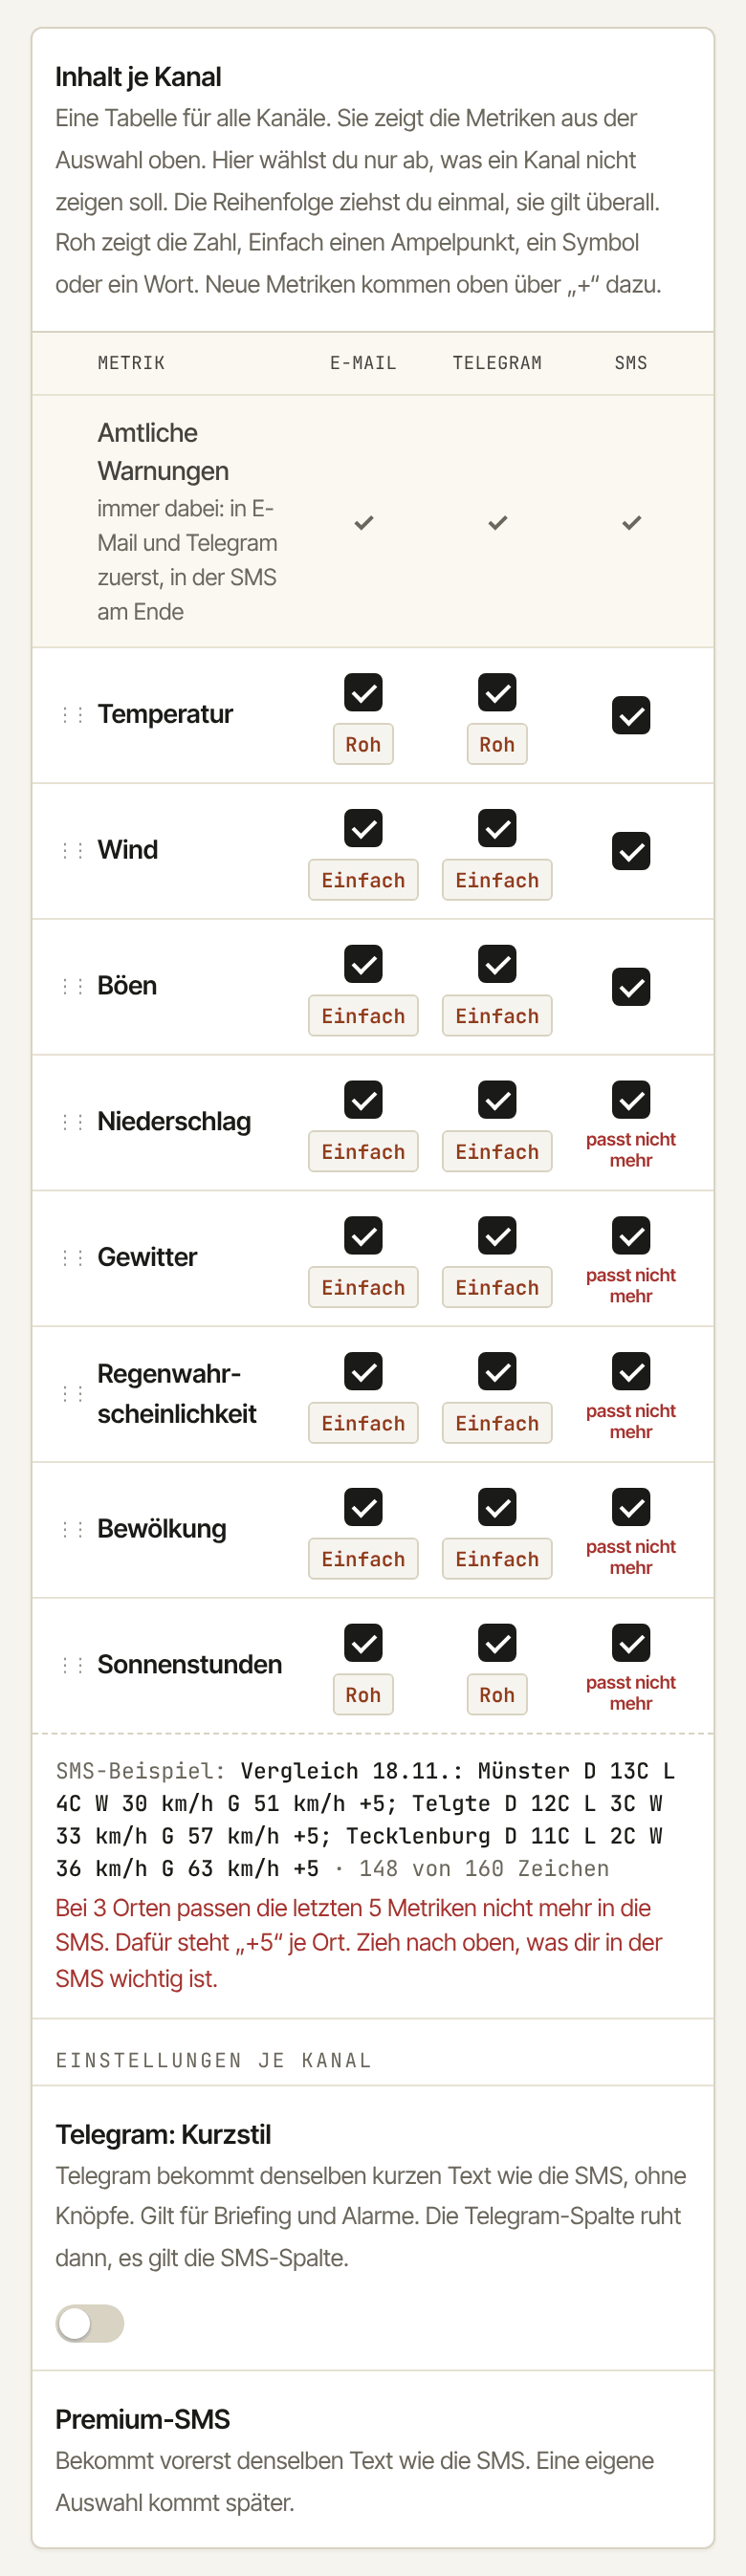 Inhalt je Kanal
Eine Tabelle für alle Kanäle. Sie zeigt die Metriken aus der
Auswahl oben. Hier wählst du nur ab, was ein Kanal nicht
zeigen soll. Die Reihenfolge ziehst du einmal, sie gilt überall.
Roh zeigt die Zahl, Einfach einen Ampelpunkt, ein Symbol
oder ein Wort. Neue Metriken kommen oben über „+“ dazu.
METRIK E-MAIL TELEGRAM SMS
Amtliche
Warnungen
immer dabei: in E-
Mail und Telegram
zuerst, in der SMS
am Ende
Temperatur
Roh Roh
Wind
Einfach Einfach
Böen
Einfach Einfach
Niederschlag
Einfach Einfach passt nicht
mehr
Gewitter
Einfach Einfach passt nicht
mehr
Regenwahr-
scheinlichkeit
Einfach Einfach passt nicht
mehr
Bewölkung
Einfach Einfach passt nicht
mehr
Sonnenstunden
Roh Roh passt nicht
mehr
SMS-Beispiel: Vergleich 18.11.: Münster D 13C L
4C W 30 km/h G 51 km/h +5; Telgte D 12C L 3C W
33 km/h G 57 km/h +5; Tecklenburg D 11C L 2C W
36 km/h G 63 km/h +5 · 148 von 160 Zeichen
Bei 3 Orten passen die letzten 5 Metriken nicht mehr in die
SMS. Dafür steht „+5“ je Ort. Zieh nach oben, was dir in der
SMS wichtig ist.
EINSTELLUNGEN JE KANAL
Telegram: Kurzstil
Telegram bekommt denselben kurzen Text wie die SMS, ohne
Knöpfe. Gilt für Briefing und Alarme. Die Telegram-Spalte ruht
dann, es gilt die SMS-Spalte.
Premium-SMS
Bekommt vorerst denselben Text wie die SMS. Eine eigene
Auswahl kommt später.